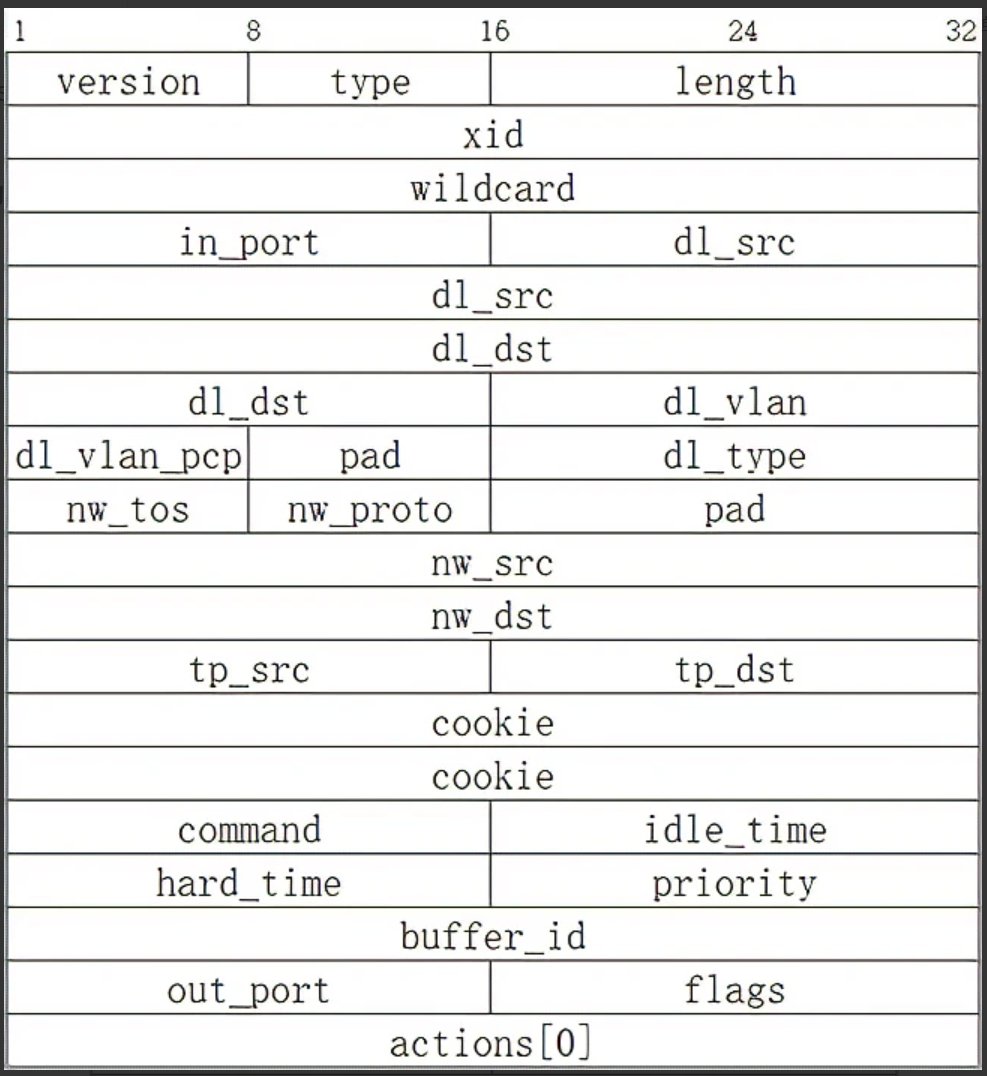 1 8 16 24 32
version type length
xid
wildcard
in_port dl_src
dl_src
dl_dst
dl_dst dl_vlan
dl_vlan_pcp pad dl_type
nw_tos nw_proto pad
nw_src
nw_dst
tp_src tp_dst
cookie
cookie
command idle_time
hard_time priority
buffer_id
out_port flags
actions[0]